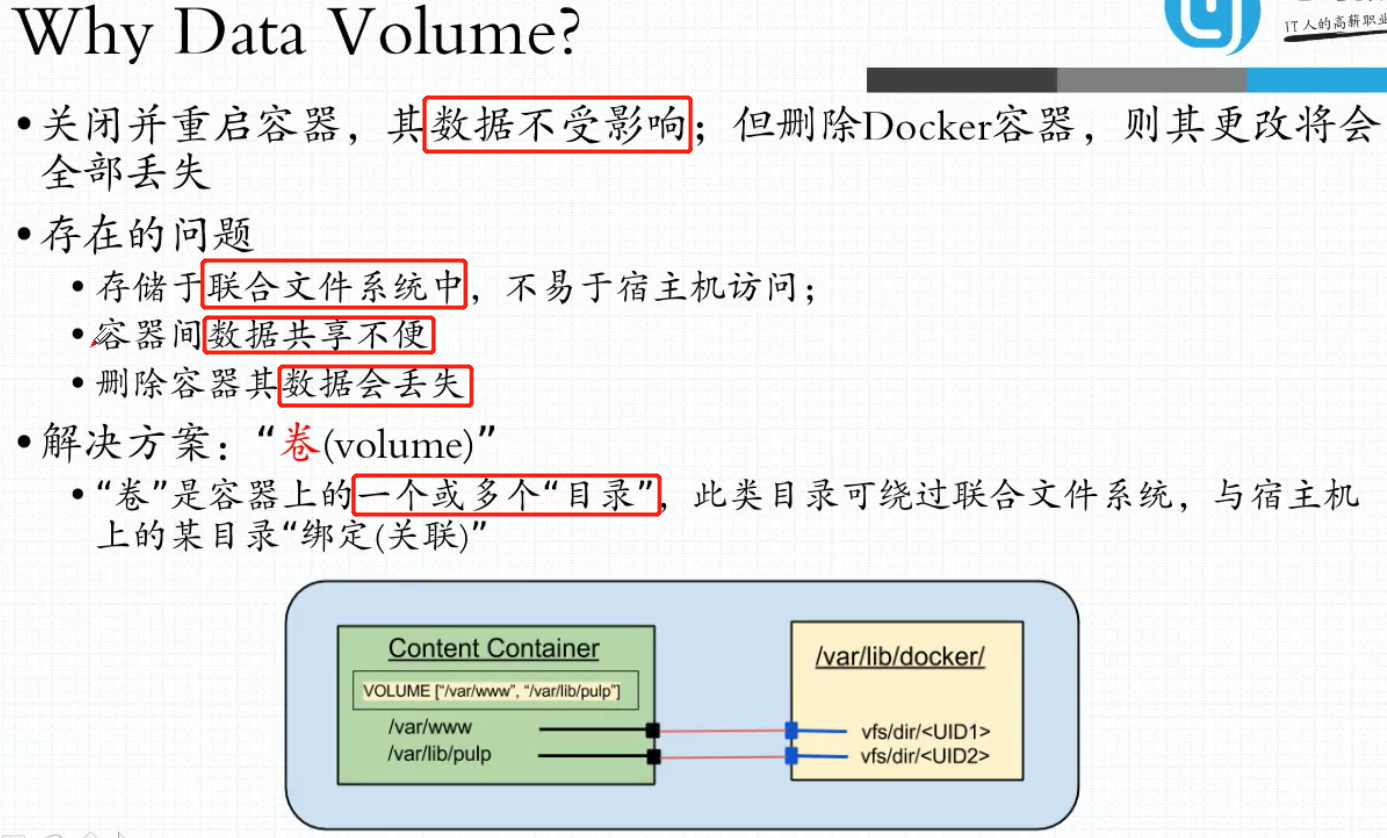 Why Data Volume?
IT人的高薪职业
•关闭并重启容器，其数据不受影响；但删除Docker容器，则其更改将会
全部丢失
•存在的问题
•存储于联合文件系统中，不易于宿主机访问；
•容器间数据共享不便
•删除容器其数据会丢失
•解决方案：“卷(volume)”
•“卷”是容器上的一个或多个“目录”，此类目录可绕过联合文件系统，与宿主机
上的某目录“绑定(关联)”
Content Container
VOLUME [“/var/www”, “/var/lib/pulp”]
/var/www
/var/lib/pulp
/var/lib/docker/
vfs/dir/<UID1>
vfs/dir/<UID2>